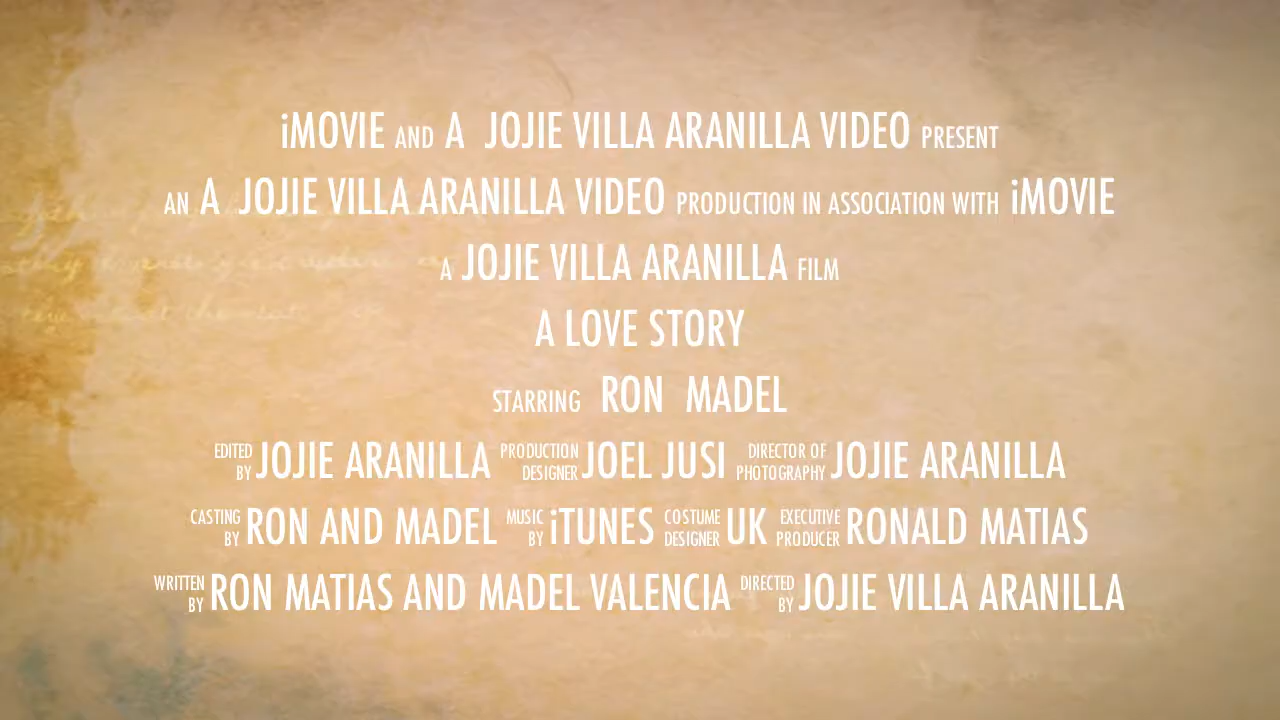 iMOVIE AND A JOJIE VILLA ARANILLA VIDEO PRESENT
AN A JOJIE VILLA ARANILLA VIDEO PRODUCTION IN ASSOCIATION WITH iMOVIE
A JOJIE VILLA ARANILLA FILM
A LOVE STORY
STARRING RON MADEL
EDITED BY JOJIE ARANILLA PRODUCTION DESIGNER JOEL JUSI DIRECTOR OF PHOTOGRAPHY JOJIE ARANILLA
CASTING BY RON AND MADEL MUSIC BY iTUNES COSTUME DESIGNER UK EXECUTIVE PRODUCER RONALD MATIAS
WRITTEN BY RON MATIAS AND MADEL VALENCIA DIRECTED BY JOJIE VILLA ARANILLA